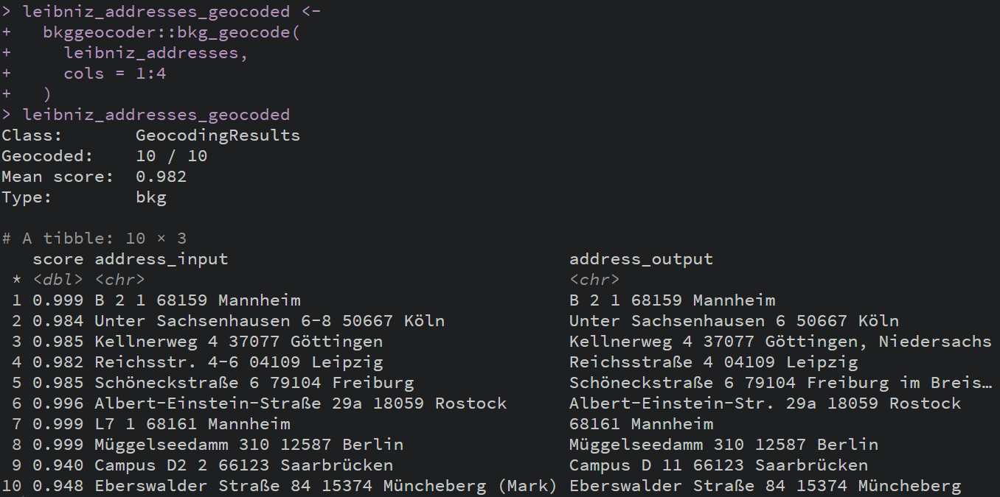 > leibniz_addresses_geocoded <-
+   bkggeocoder::bkg_geocode(
+     leibniz_addresses,
+     cols = 1:4
+   )
> leibniz_addresses_geocoded
Class:       GeocodingResults
Geocoded:    10 / 10
Mean score:  0.982
Type:        bkg
# A tibble: 10 × 3
   score address_input                                  address_output
 * <dbl> <chr>                                          <chr>
 1 0.999 B 2 1 68159 Mannheim                           B 2 1 68159 Mannheim
 2 0.984 Unter Sachsenhausen 6-8 50667 Köln             Unter Sachsenhausen 6 50667 Köln
 3 0.985 Kellnerweg 4 37077 Göttingen                   Kellnerweg 4 37077 Göttingen, Niedersachs
 4 0.982 Reichsstr. 4-6 04109 Leipzig                   Reichsstraße 4 04109 Leipzig
 5 0.985 Schöneckstraße 6 79104 Freiburg                Schöneckstraße 6 79104 Freiburg im Breis…
 6 0.996 Albert-Einstein-Straße 29a 18059 Rostock       Albert-Einstein-Str. 29a 18059 Rostock
 7 0.999 L7 1 68161 Mannheim                            68161 Mannheim
 8 0.999 Müggelseedamm 310 12587 Berlin                 Müggelseedamm 310 12587 Berlin
 9 0.940 Campus D2 2 66123 Saarbrücken                  Campus D 11 66123 Saarbrücken
10 0.948 Eberswalder Straße 84 15374 Müncheberg (Mark)  Eberswalder Straße 84 15374 Müncheberg